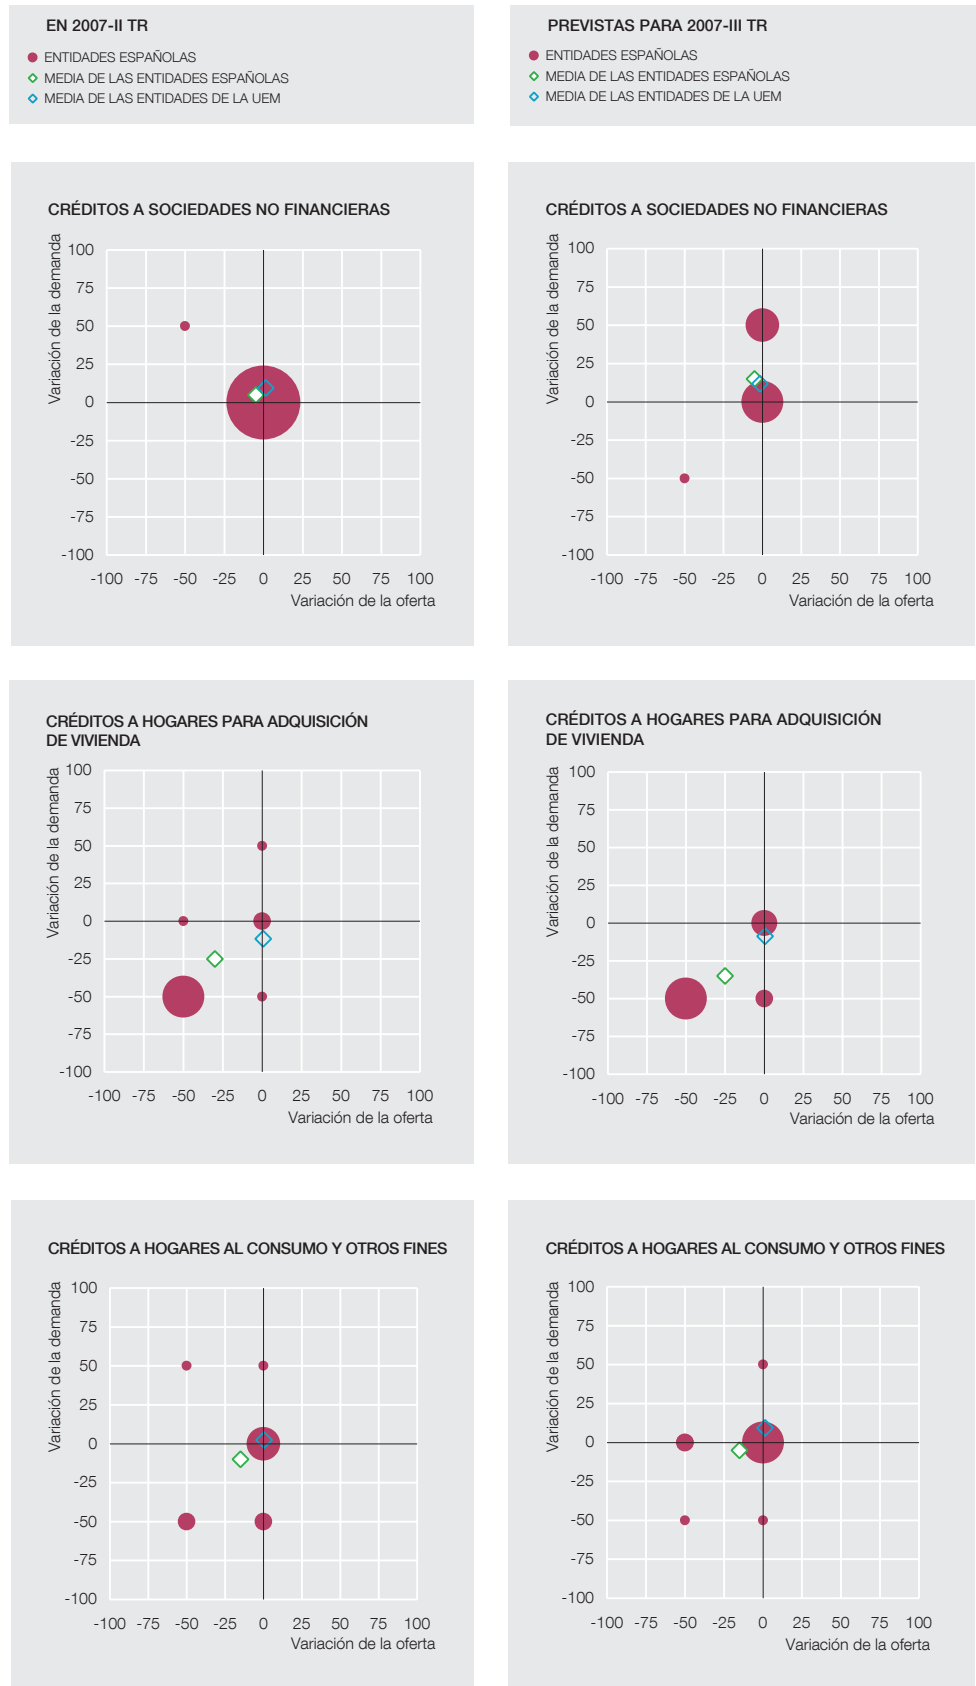 EN 2007-II TR
ENTIDADES ESPAÑOLAS
MEDIA DE LAS ENTIDADES ESPAÑOLAS
MEDIA DE LAS ENTIDADES DE LA UEM
PREVISTAS PARA 2007-III TR
ENTIDADES ESPAÑOLAS
MEDIA DE LAS ENTIDADES ESPAÑOLAS
MEDIA DE LAS ENTIDADES DE LA UEM
CRÉDITOS A SOCIEDADES NO FINANCIERAS
Variación de la demanda
100
75
50
25
0
-25
-50
-75
-100
-100 -75 -50 -25 0 25 50 75 100
Variación de la oferta
CRÉDITOS A SOCIEDADES NO FINANCIERAS
Variación de la demanda
100
75
50
25
0
-25
-50
-75
-100
-100 -75 -50 -25 0 25 50 75 100
Variación de la oferta
CRÉDITOS A HOGARES PARA ADQUISICIÓN
DE VIVIENDA
Variación de la demanda
100
75
50
25
0
-25
-50
-75
-100
-100 -75 -50 -25 0 25 50 75 100
Variación de la oferta
CRÉDITOS A HOGARES PARA ADQUISICIÓN
DE VIVIENDA
Variación de la demanda
100
75
50
25
0
-25
-50
-75
-100
-100 -75 -50 -25 0 25 50 75 100
Variación de la oferta
CRÉDITOS A HOGARES AL CONSUMO Y OTROS FINES
Variación de la demanda
100
75
50
25
0
-25
-50
-75
-100
-100 -75 -50 -25 0 25 50 75 100
Variación de la oferta
CRÉDITOS A HOGARES AL CONSUMO Y OTROS FINES
Variación de la demanda
100
75
50
25
0
-25
-50
-75
-100
-100 -75 -50 -25 0 25 50 75 100
Variación de la oferta